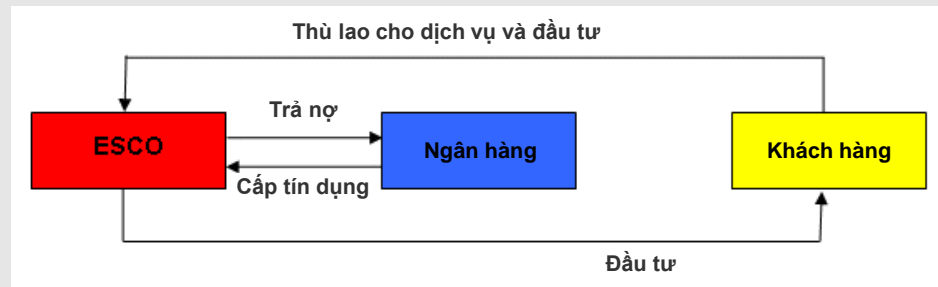 Thù lao cho dịch vụ và đầu tư
Trả nợ
ESCO
Ngân hàng
Khách hàng
Cấp tín dụng
Đầu tư